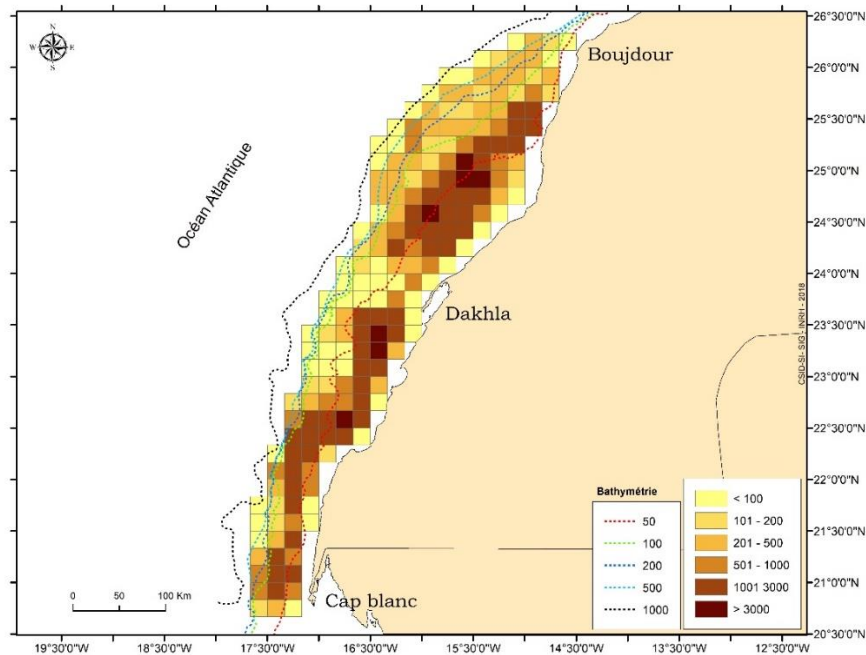 N
W E
S
Océan Atlantique
Boujdour
Dakhla
Cap blanc
CSID-SI- SIG - INRH - 2018
26°30'0"N
26°0'0"N
25°30'0"N
25°0'0"N
24°30'0"N
24°0'0"N
23°30'0"N
23°0'0"N
22°30'0"N
22°0'0"N
21°30'0"N
21°0'0"N
20°30'0"N
Bathymétrie
50
100
200
500
1000
< 100
101 - 200
201 - 500
501 - 1000
1001 3000
> 3000
0 50 100 Km
19°30'0"W 18°30'0"W 17°30'0"W 16°30'0"W 15°30'0"W 14°30'0"W 13°30'0"W 12°30'0"W